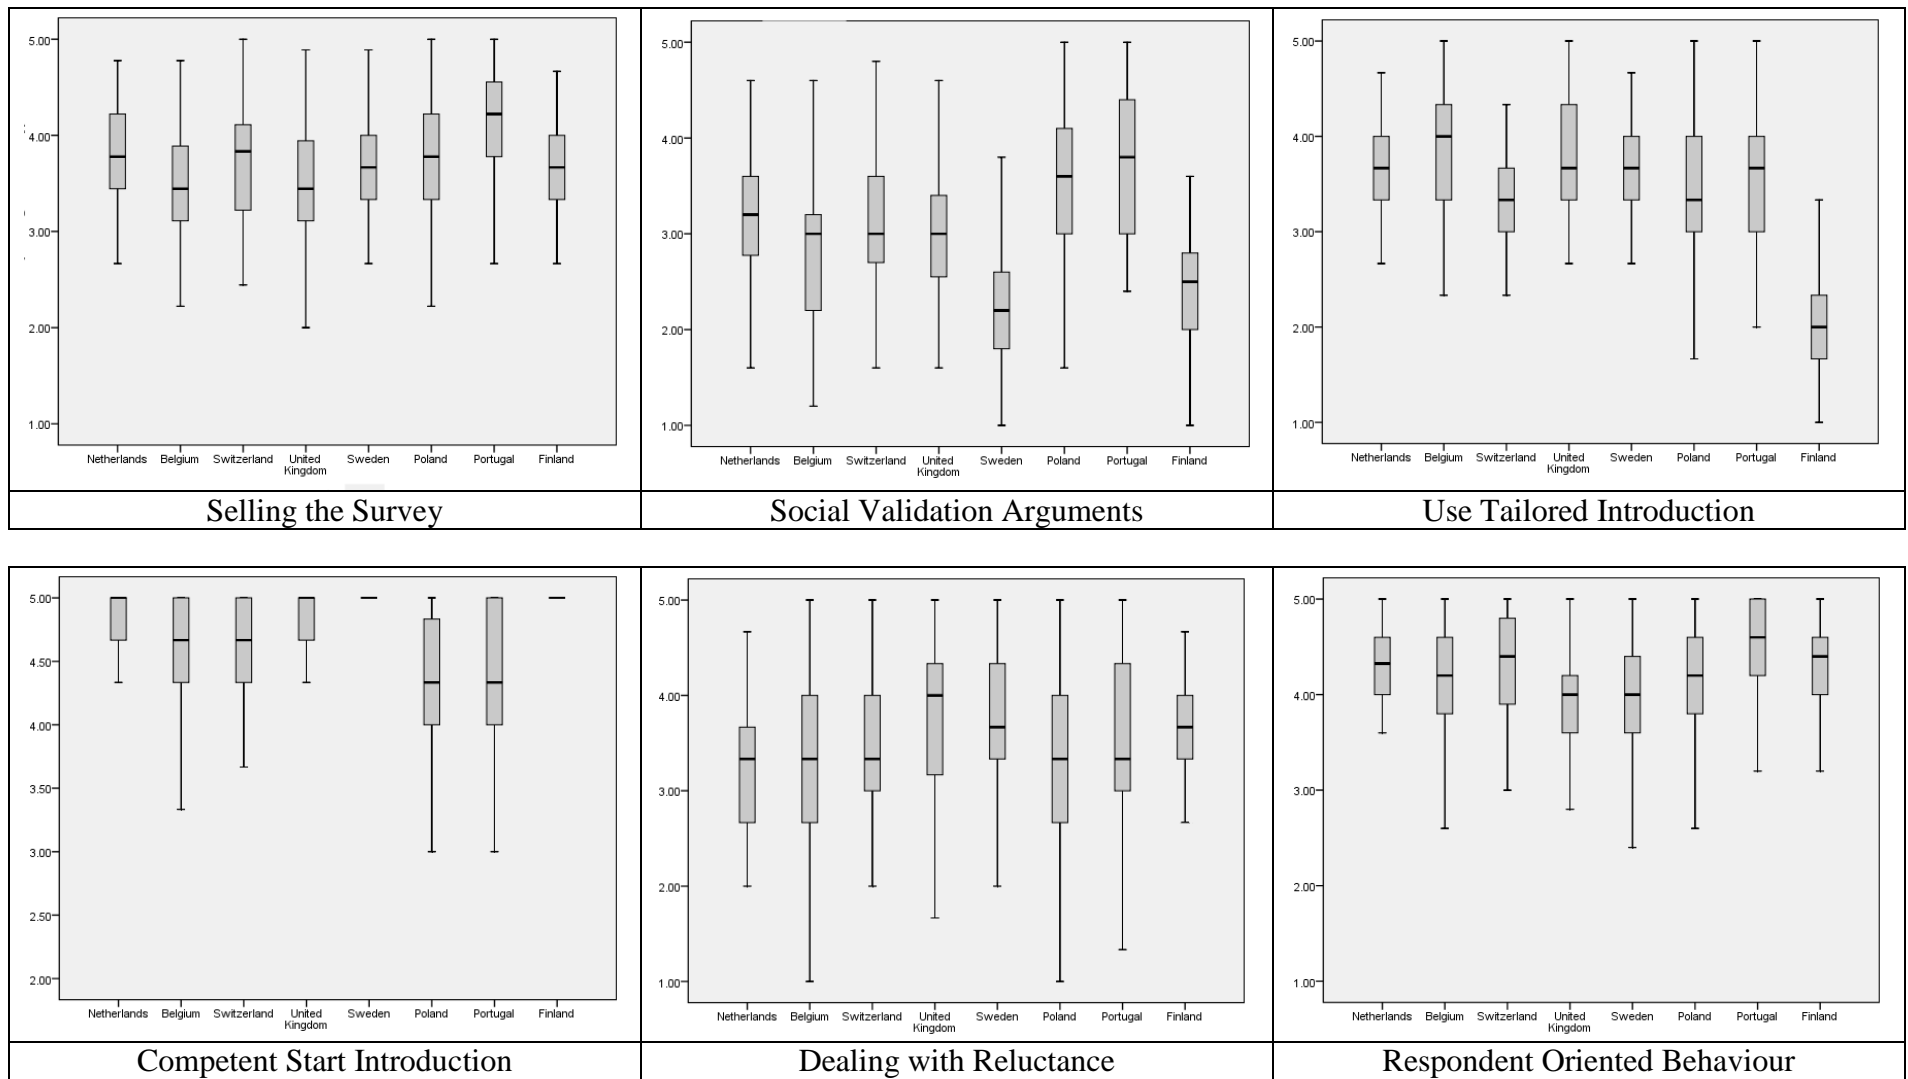 5.00
4.00
3.00
2.00
1.00
Netherlands Belgium Switzerland United Kingdom Sweden Poland Portugal Finland
Selling the Survey
5.00
4.00
3.00
2.00
1.00
Netherlands Belgium Switzerland United Kingdom Sweden Poland Portugal Finland
Social Validation Arguments
5.00
4.00
3.00
2.00
1.00
Netherlands Belgium Switzerland United Kingdom Sweden Poland Portugal Finland
Use Tailored Introduction
5.00
4.50
4.00
3.50
3.00
2.50
2.00
Netherlands Belgium Switzerland United Kingdom Sweden Poland Portugal Finland
Competent Start Introduction
5.00
4.00
3.00
2.00
1.00
Netherlands Belgium Switzerland United Kingdom Sweden Poland Portugal Finland
Dealing with Reluctance
5.00
4.00
3.00
2.00
1.00
Netherlands Belgium Switzerland United Kingdom Sweden Poland Portugal Finland
Respondent Oriented Behaviour